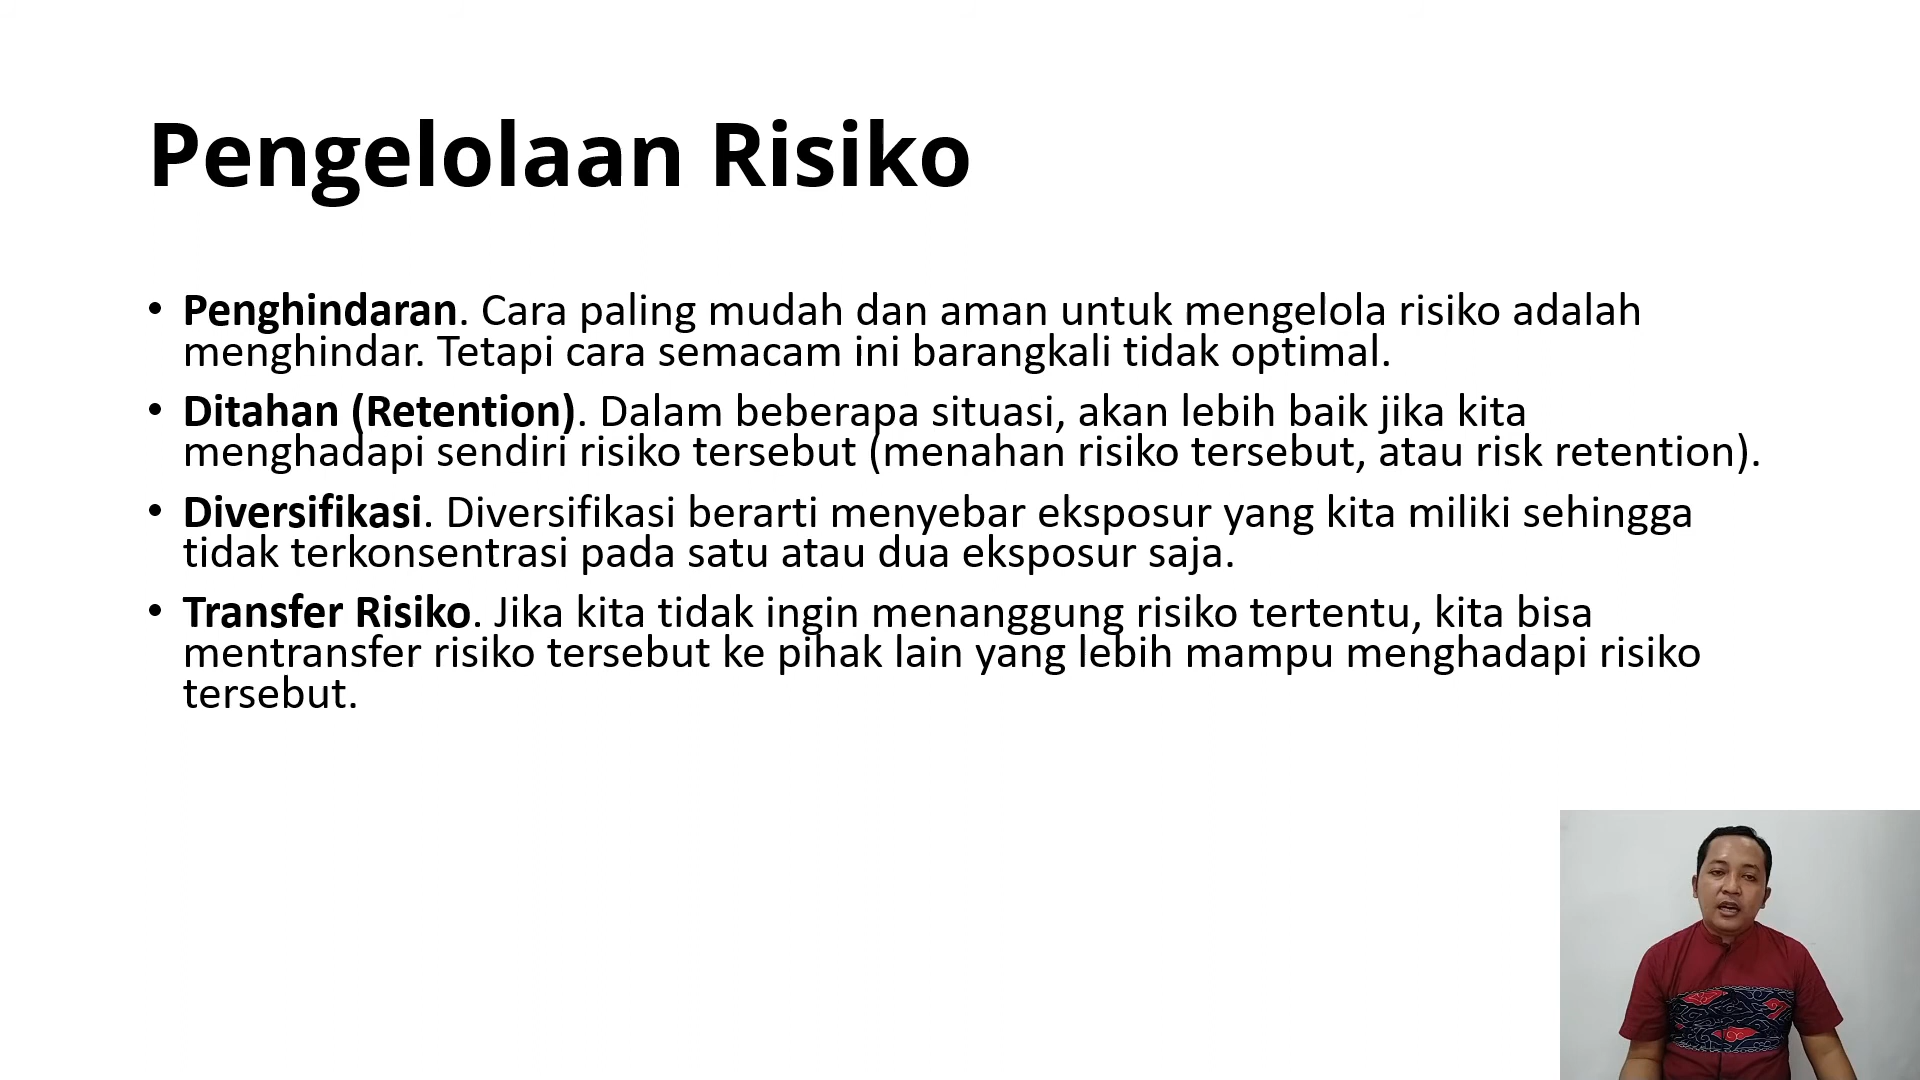 Pengelolaan Risiko
• Penghindaran. Cara paling mudah dan aman untuk mengelola risiko adalah
menghindar. Tetapi cara semacam ini barangkali tidak optimal.
• Ditahan (Retention). Dalam beberapa situasi, akan lebih baik jika kita
menghadapi sendiri risiko tersebut (menahan risiko tersebut, atau risk retention).
• Diversifikasi. Diversifikasi berarti menyebar eksposur yang kita miliki sehingga
tidak terkonsentrasi pada satu atau dua eksposur saja.
• Transfer Risiko. Jika kita tidak ingin menanggung risiko tertentu, kita bisa
mentransfer risiko tersebut ke pihak lain yang lebih mampu menghadapi risiko
tersebut.